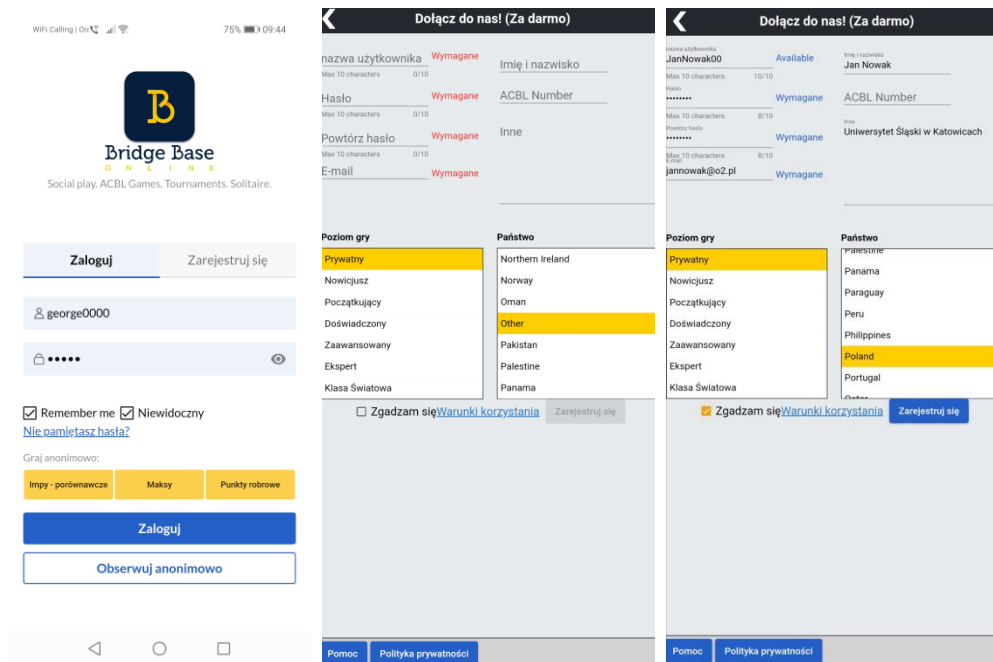 WiFi Calling | On
75% 09:44
B
Bridge Base
ONLINE
Social play. ACBL Games. Tournaments. Solitaire.
Zaloguj Zarejestruj się
george0000
•••••
Remember me Niewidoczny
Nie pamiętasz hasła?
Graj anonimowo:
Impy - porównawcze Maksy Punkty robrowe
Zaloguj
Obserwuj anonimowo
Dołącz do nas! (Za darmo)
nazwa użytkownika Wymagane
Max 10 characters 0/10
Hasło Wymagane
Max 10 characters 0/10
Powtórz hasło Wymagane
Max 10 characters 0/10
E-mail Wymagane
Imię i nazwisko
ACBL Number
Inne
Poziom gry
Prywatny
Nowicjusz
Początkujący
Doświadczony
Zaawansowany
Ekspert
Klasa Światowa
Państwo
Northern Ireland
Norway
Oman
Other
Pakistan
Palestine
Panama
Zgadzam sięWarunki korzystania Zarejestruj się
Pomoc Polityka prywatności
Dołącz do nas! (Za darmo)
nazwa użytkownika
JanNowak00 Available
Max 10 characters 10/10
Hasło
•••••••• Wymagane
Max 10 characters 8/10
Powtórz hasło
•••••••• Wymagane
Max 10 characters 8/10
E-mail
jannowak@o2.pl Wymagane
Imię i nazwisko
Jan Nowak
ACBL Number
Inne
Uniwersytet Śląski w Katowicach
Poziom gry
Prywatny
Nowicjusz
Początkujący
Doświadczony
Zaawansowany
Ekspert
Klasa Światowa
Państwo
Palestine
Panama
Paraguay
Peru
Philippines
Poland
Portugal
Qatar
Zgadzam sięWarunki korzystania Zarejestruj się
Pomoc Polityka prywatności